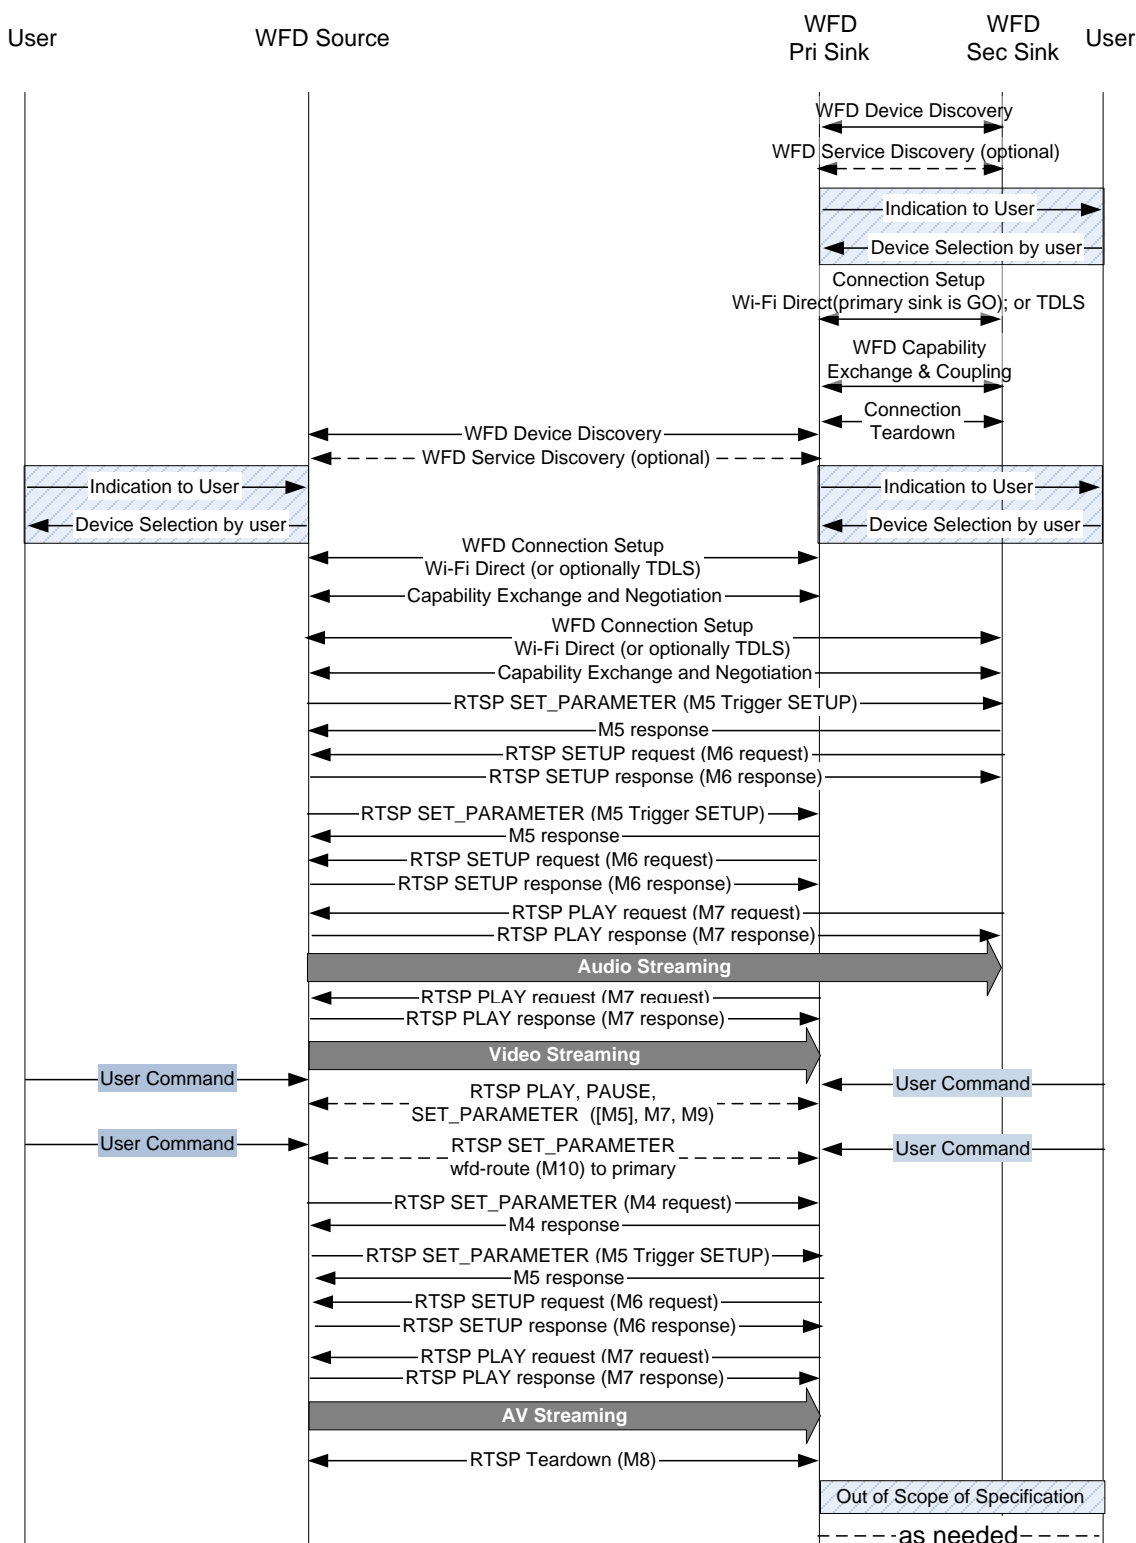 User
WFD Source
WFD
Pri Sink
WFD
Sec Sink
User
WFD Device Discovery
WFD Service Discovery (optional)
Indication to User
Device Selection by user
Connection Setup
Wi-Fi Direct(primary sink is GO); or TDLS
WFD Capability
Exchange & Coupling
Connection
Teardown
WFD Device Discovery
WFD Service Discovery (optional)
Indication to User
Indication to User
Device Selection by user
Device Selection by user
WFD Connection Setup
Wi-Fi Direct (or optionally TDLS)
Capability Exchange and Negotiation
WFD Connection Setup
Wi-Fi Direct (or optionally TDLS)
Capability Exchange and Negotiation
RTSP SET_PARAMETER (M5 Trigger SETUP)
M5 response
RTSP SETUP request (M6 request)
RTSP SETUP response (M6 response)
RTSP SET_PARAMETER (M5 Trigger SETUP)
M5 response
RTSP SETUP request (M6 request)
RTSP SETUP response (M6 response)
RTSP PLAY request (M7 request)
RTSP PLAY response (M7 response)
Audio Streaming
RTSP PLAY request (M7 request)
RTSP PLAY response (M7 response)
Video Streaming
User Command
User Command
RTSP PLAY, PAUSE,
SET_PARAMETER ([M5], M7, M9)
User Command
User Command
RTSP SET_PARAMETER
wfd-route (M10) to primary
RTSP SET_PARAMETER (M4 request)
M4 response
RTSP SET_PARAMETER (M5 Trigger SETUP)
M5 response
RTSP SETUP request (M6 request)
RTSP SETUP response (M6 response)
RTSP PLAY request (M7 request)
RTSP PLAY response (M7 response)
AV Streaming
RTSP Teardown (M8)
Out of Scope of Specification
as needed